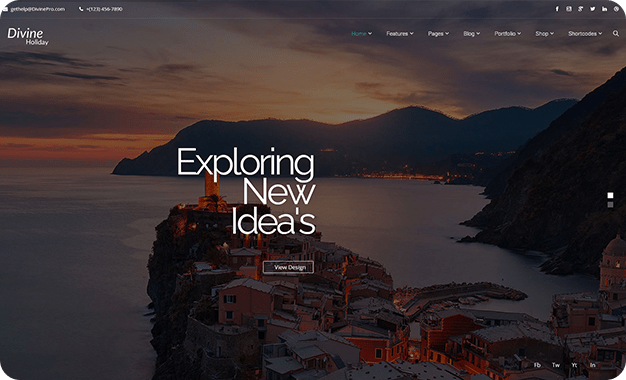 gethelp@DivinePro.com +(123) 456-7890
Divine
Holiday
Home Features Pages Blog Portfolio Shop Shortcodes
Exploring
New
Idea's
View Design
Fb Tw Yt In